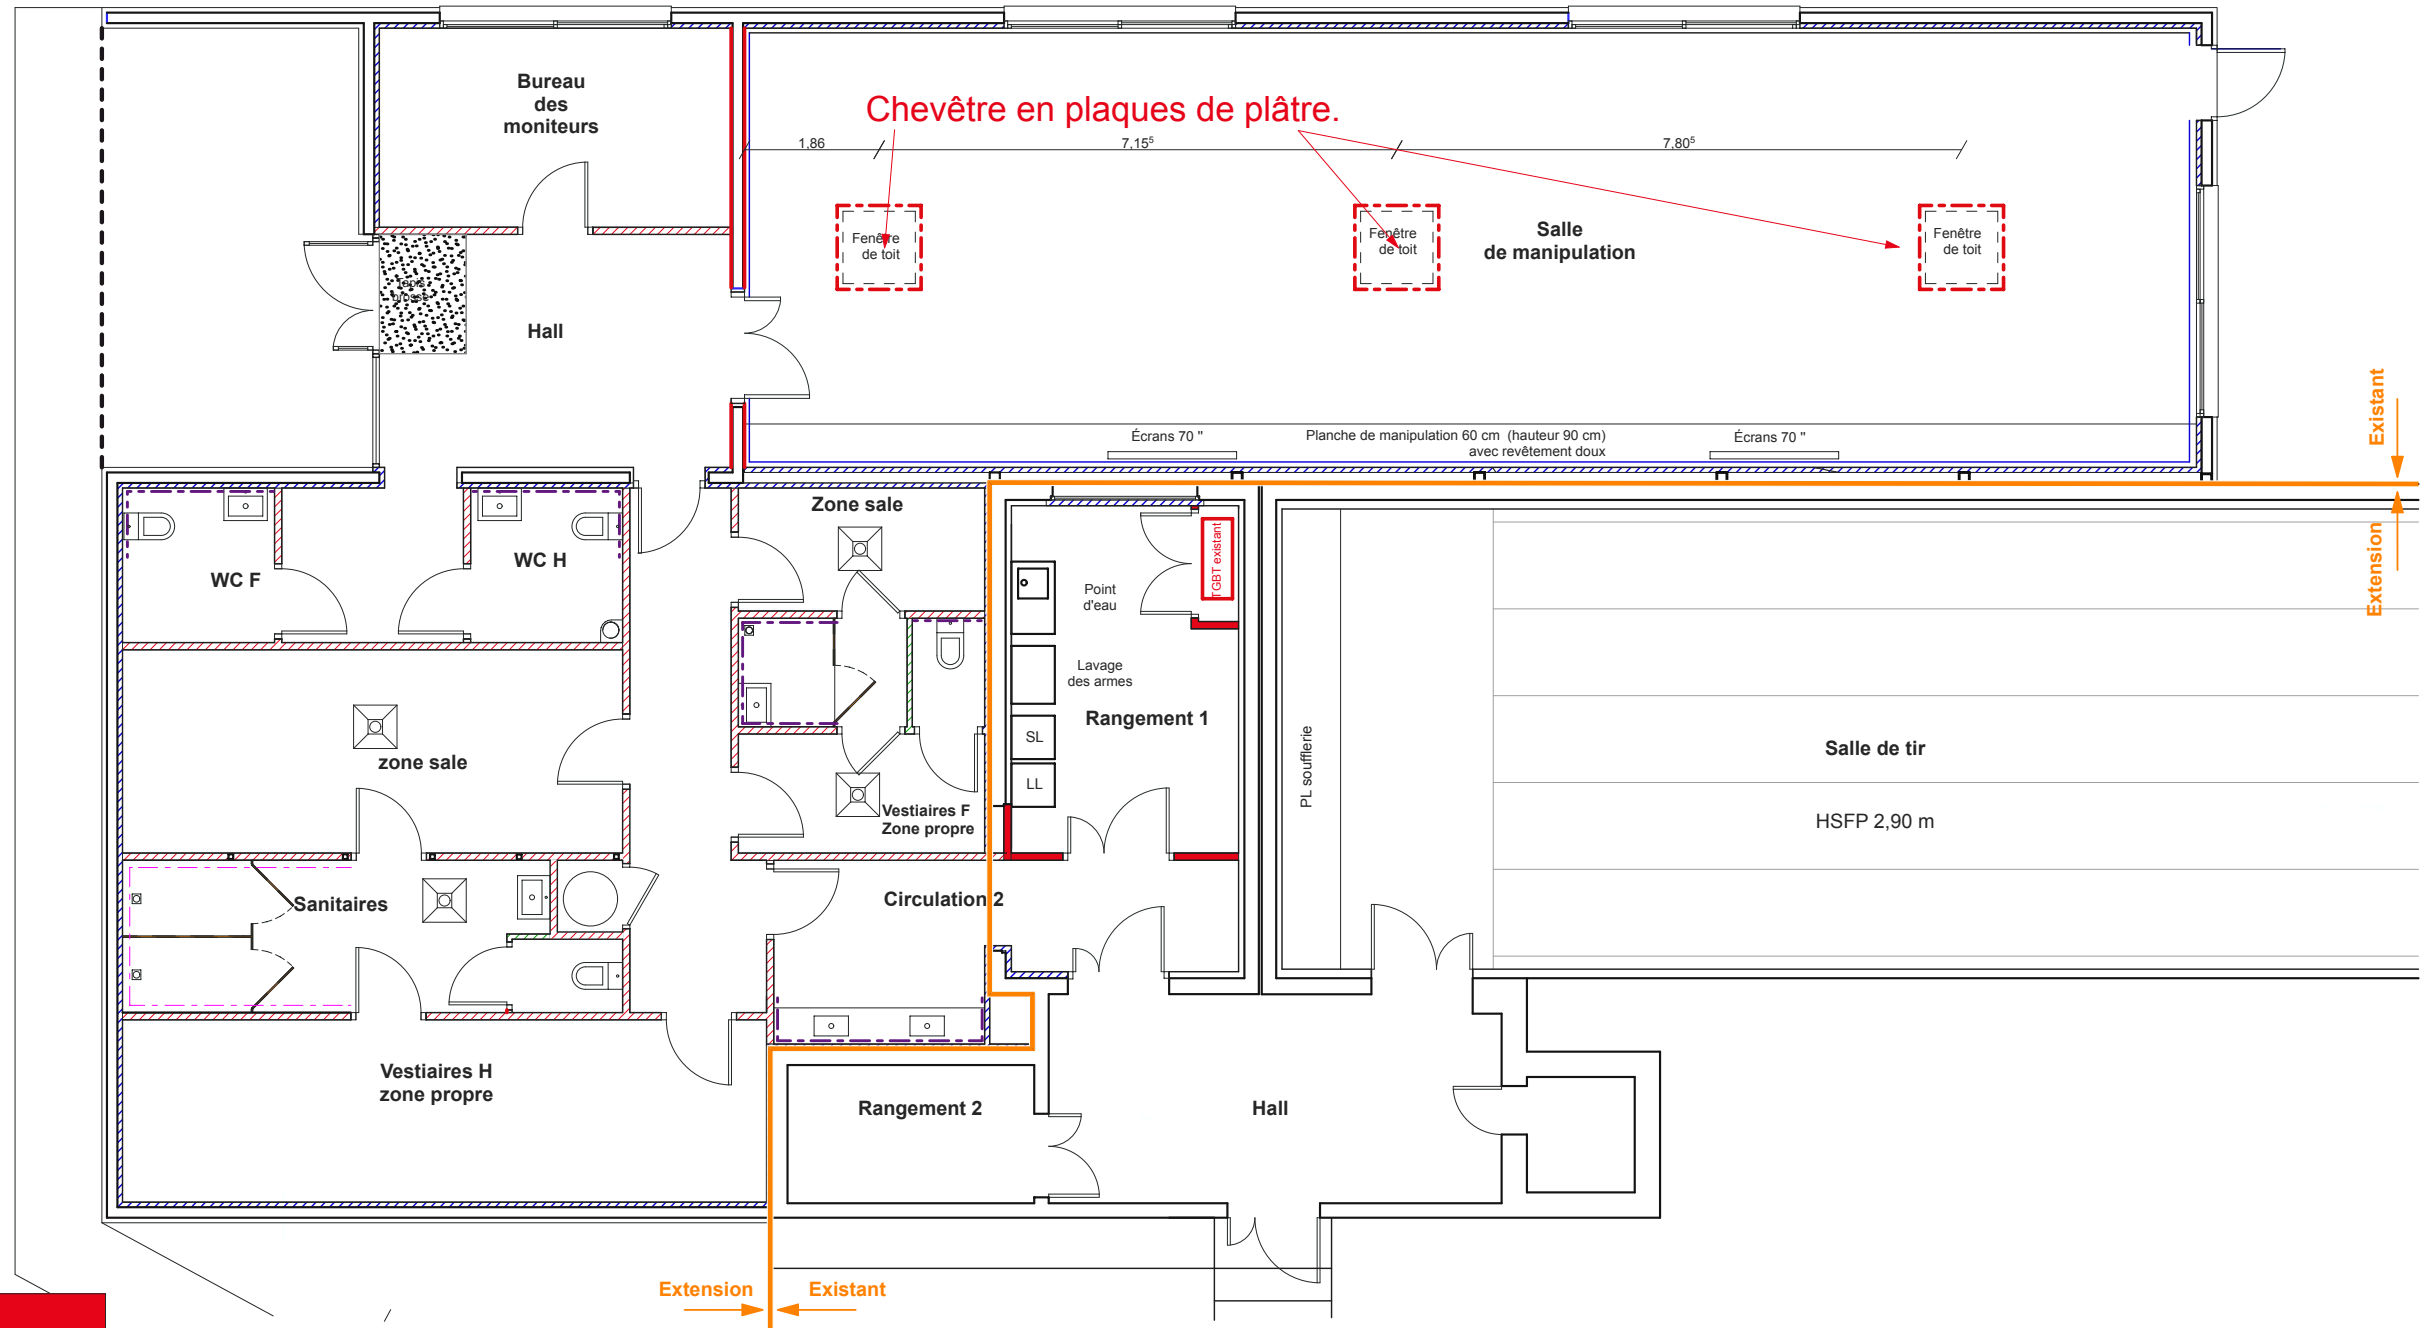 Bureau
des
moniteurs
Chevêtre en plaques de plâtre.
1,86
7,15⁵
7,80⁵
Fenêtre
de toit
Fenêtre
de toit
Fenêtre
de toit
Salle
de manipulation
Tapis
brosse
Hall
Écrans 70 "
Planche de manipulation 60 cm (hauteur 90 cm)
avec revêtement doux
Écrans 70 "
Existant
Extension
Zone sale
WC F
WC H
TGBT existant
Point
d'eau
Lavage
des armes
Rangement 1
SL
LL
PL soufflerie
Salle de tir
HSFP 2,90 m
zone sale
Vestiaires F
Zone propre
Sanitaires
Circulation 2
Vestiaires H
zone propre
Rangement 2
Hall
Extension
Existant